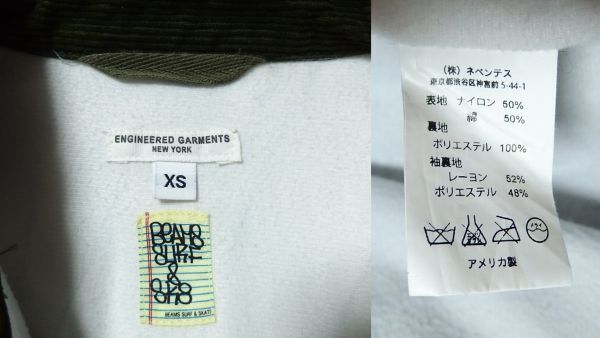 ENGINEERED GARMENTS
NEW YORK
XS
BEAMS
SURF
&
SK8
BEAMS SURF & SKATE
(株) ネペンテス
東京都渋谷区神宮前 5-44-1
表地 ナイロン 50%
綿 50%
裏地
ポリエステル 100%
袖裏地
レーヨン 52%
ポリエステル 48%
アメリカ製